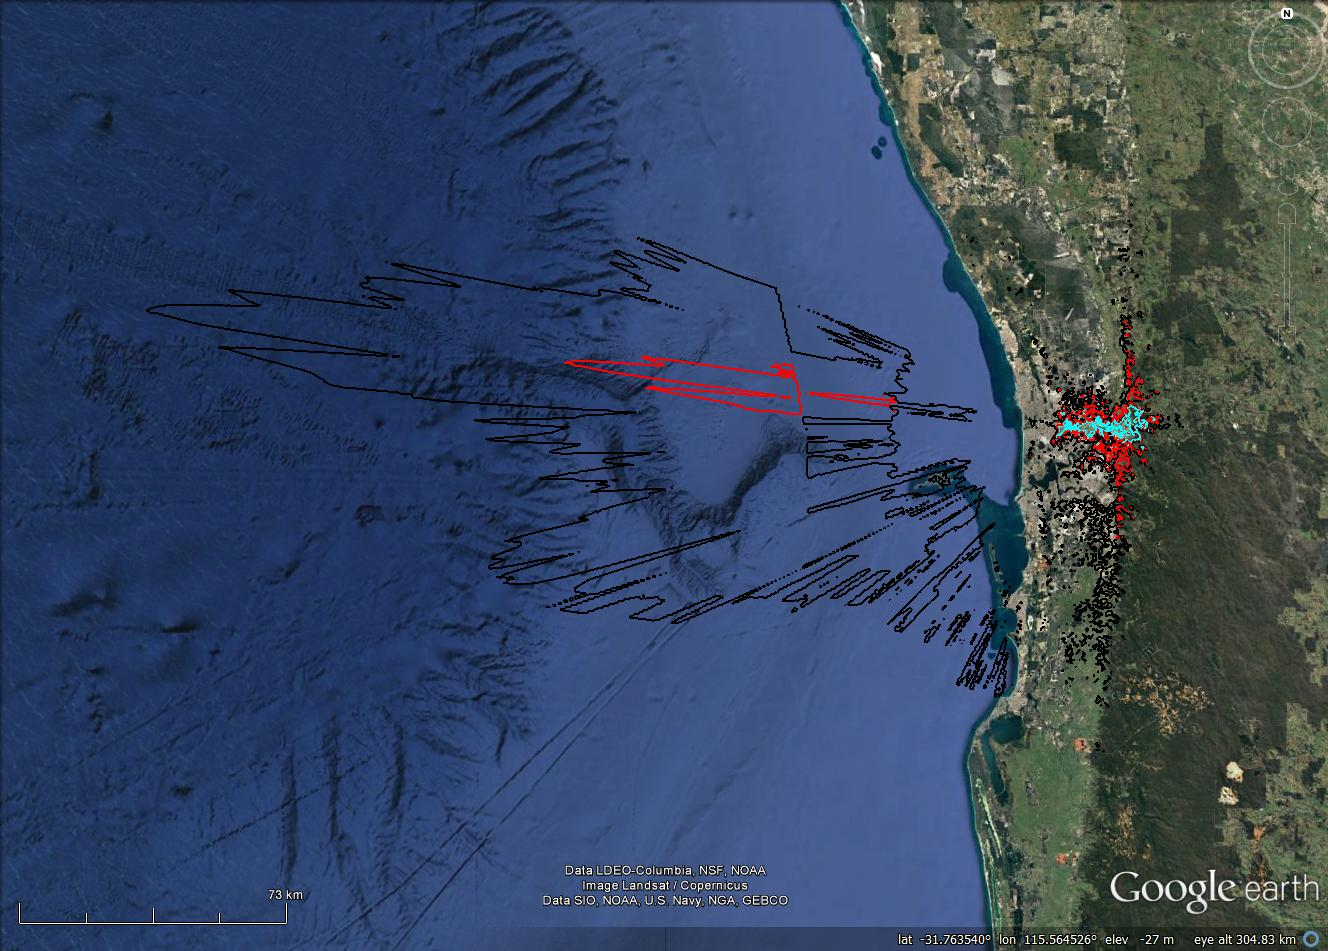 N
73 km
Data LDEO-Columbia, NSF, NOAA
Image Landsat / Copernicus
Data SIO, NOAA, U.S. Navy, NGA, GEBCO
Google earth
lat -31.763540° lon 115.564526° elev -27 m eye alt 304.83 km